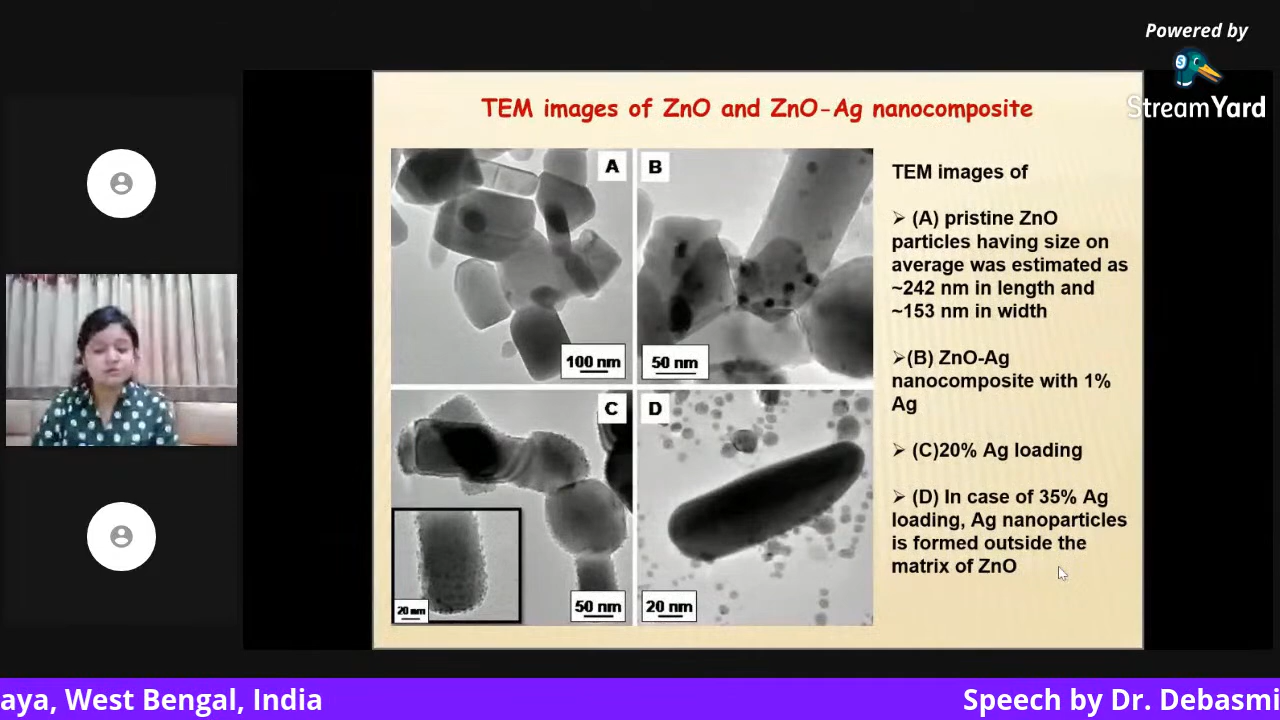 Powered by
StreamYard
TEM images of ZnO and ZnO-Ag nanocomposite
A
100 nm
B
50 nm
C
20 nm
50 nm
D
20 nm
TEM images of
➢ (A) pristine ZnO
particles having size on
average was estimated as
~242 nm in length and
~153 nm in width
➢(B) ZnO-Ag
nanocomposite with 1%
Ag
➢ (C)20% Ag loading
➢ (D) In case of 35% Ag
loading, Ag nanoparticles
is formed outside the
matrix of ZnO
aya, West Bengal, India
Speech by Dr. Debasmi